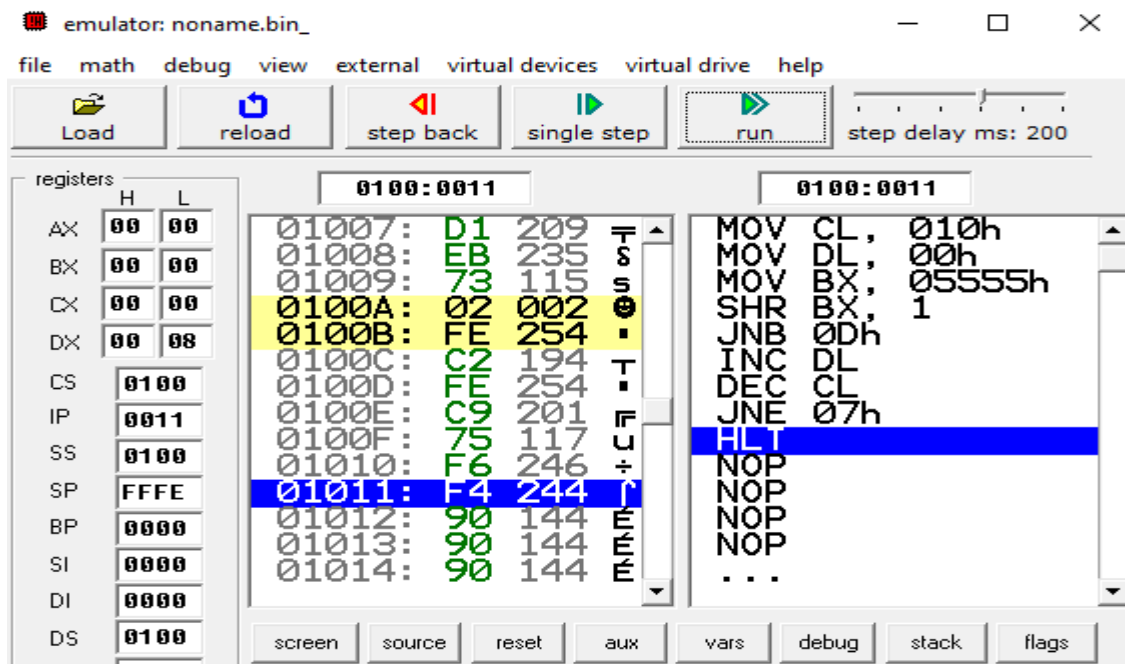 emulator: noname.bin_
file math debug view external virtual devices virtual drive help
Load reload step back single step run step delay ms: 200
registers
H L
0100:0011 0100:0011
AX 00 00
BX 00 00
CX 00 00
DX 00 08
CS 0100
IP 0011
SS 0100
SP FFFE
BP 0000
SI 0000
DI 0000
DS 0100
01007: D1 209 ╤
01008: EB 235 δ
01009: 73 115 s
0100A: 02 002 ☻
0100B: FE 254 ■
0100C: C2 194 ┬
0100D: FE 254 ■
0100E: C9 201 ╔
0100F: 75 117 u
01010: F6 246 ÷
01011: F4 244 ⌠
01012: 90 144 É
01013: 90 144 É
01014: 90 144 É
MOV CL, 010h
MOV DL, 00h
MOV BX, 05555h
SHR BX, 1
JNB 0Dh
INC DL
DEC CL
JNE 07h
HLT
NOP
NOP
NOP
NOP
...
screen source reset aux vars debug stack flags